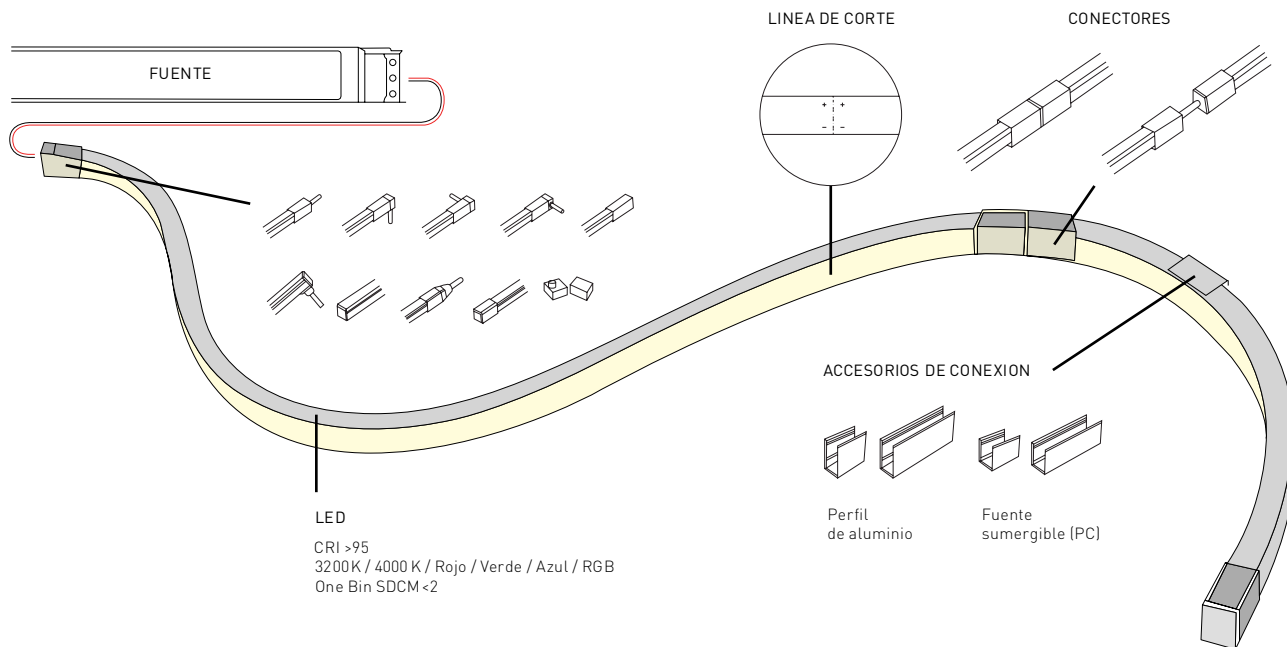 LINEA DE CORTE
CONECTORES
FUENTE
+ +
- -
ACCESORIOS DE CONEXION
Perfil
de aluminio
Fuente
sumergible (PC)
LED
CRI >95
3200K / 4000 K / Rojo / Verde / Azul / RGB
One Bin SDCM <2